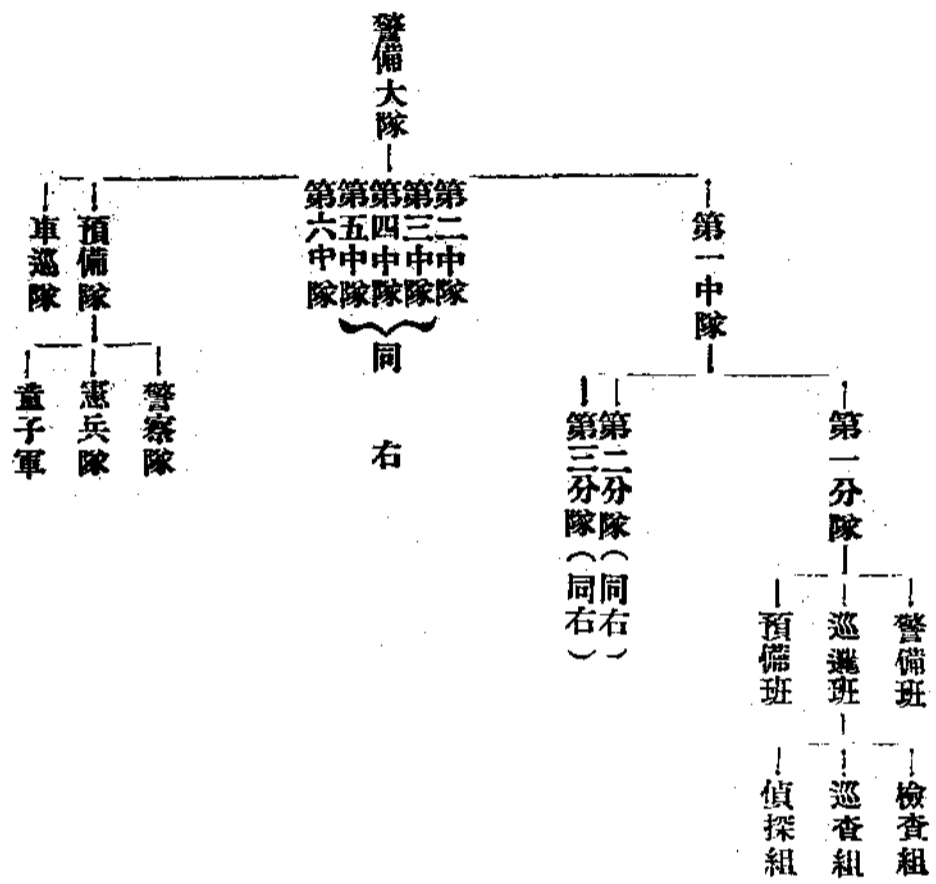 警備大隊
第一中隊
第二中隊
第三中隊
第四中隊
第五中隊
第六中隊
同右
預備隊
車巡隊
警察隊
憲兵隊
童子軍
第一分隊
第二分隊（同右）
第三分隊（同右）
警備班
巡邏班
預備班
檢查組
巡查組
偵探組